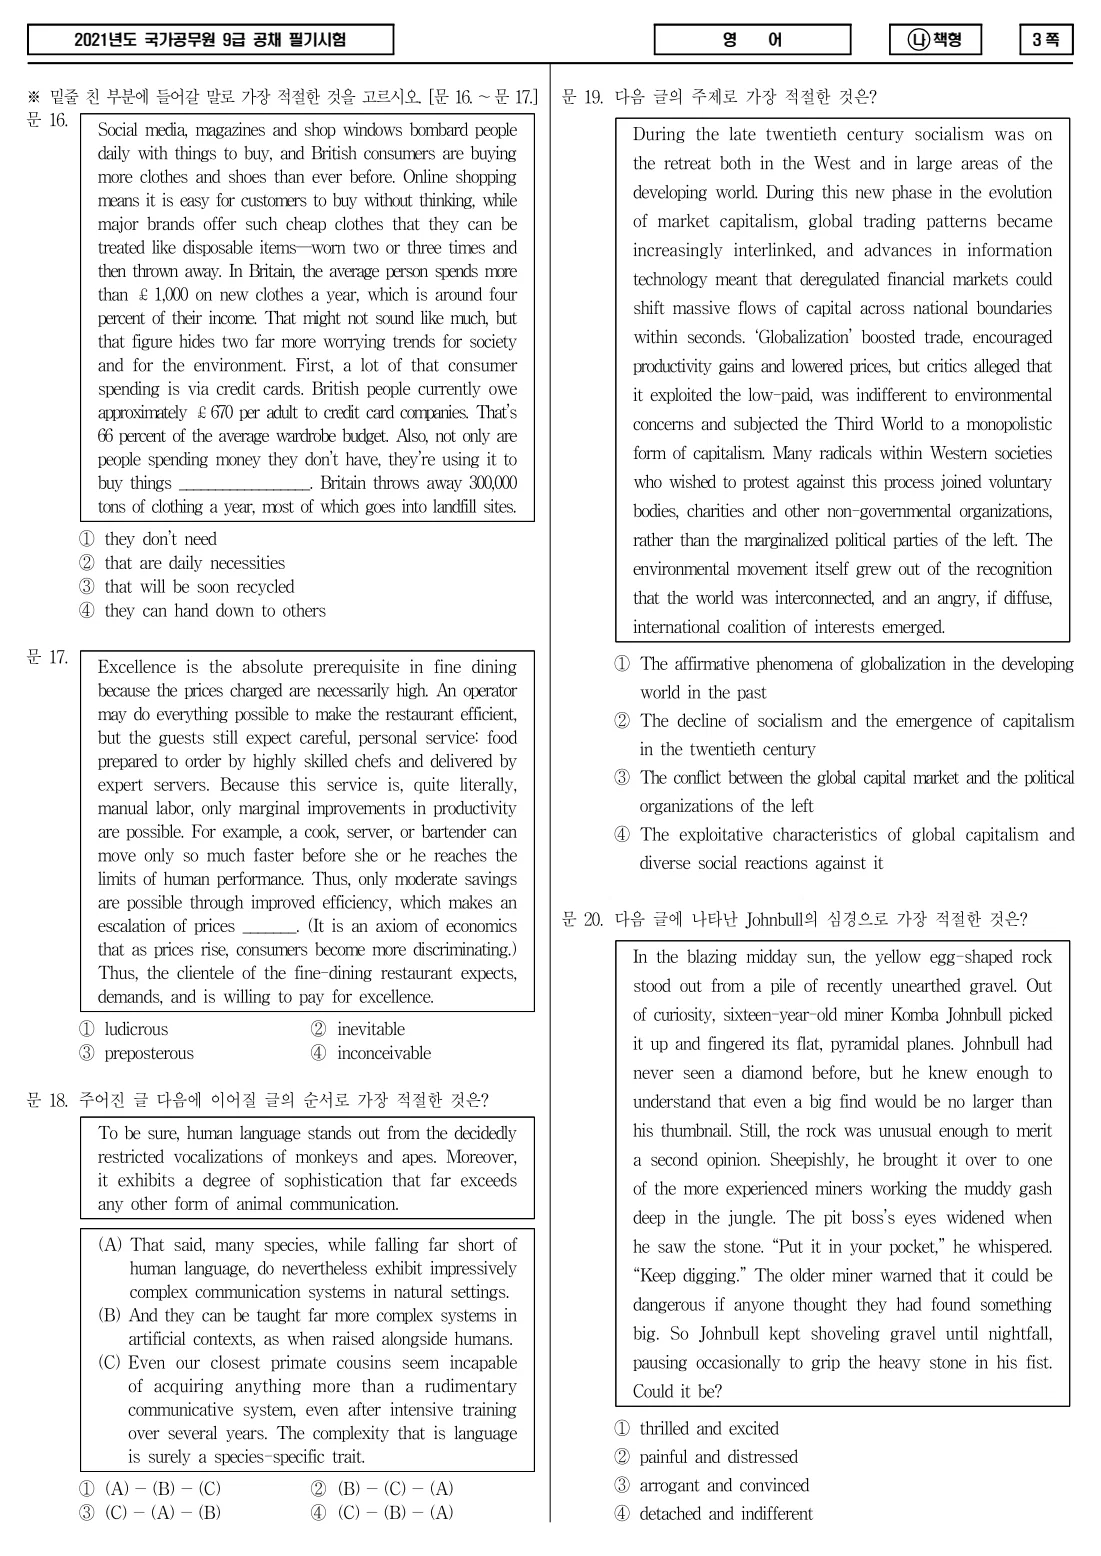 2021년도 국가공무원 9급 공채 필기시험
영 어
㉯ 책형
3 쪽
※ 밑줄 친 부분에 들어갈 말로 가장 적절한 것을 고르시오. [문 16. ~ 문 17.]
문 16.
Social media, magazines and shop windows bombard people
daily with things to buy, and British consumers are buying
more clothes and shoes than ever before. Online shopping
means it is easy for customers to buy without thinking, while
major brands offer such cheap clothes that they can be
treated like disposable items—worn two or three times and
then thrown away. In Britain, the average person spends more
than £ 1,000 on new clothes a year, which is around four
percent of their income. That might not sound like much, but
that figure hides two far more worrying trends for society
and for the environment. First, a lot of that consumer
spending is via credit cards. British people currently owe
approximately £ 670 per adult to credit card companies. That's
66 percent of the average wardrobe budget. Also, not only are
people spending money they don't have, they're using it to
buy things _______________. Britain throws away 300,000
tons of clothing a year, most of which goes into landfill sites.
① they don't need
② that are daily necessities
③ that will be soon recycled
④ they can hand down to others
문 17.
Excellence is the absolute prerequisite in fine dining
because the prices charged are necessarily high. An operator
may do everything possible to make the restaurant efficient,
but the guests still expect careful, personal service: food
prepared to order by highly skilled chefs and delivered by
expert servers. Because this service is, quite literally,
manual labor, only marginal improvements in productivity
are possible. For example, a cook, server, or bartender can
move only so much faster before she or he reaches the
limits of human performance. Thus, only moderate savings
are possible through improved efficiency, which makes an
escalation of prices _______. (It is an axiom of economics
that as prices rise, consumers become more discriminating.)
Thus, the clientele of the fine-dining restaurant expects,
demands, and is willing to pay for excellence.
① ludicrous ② inevitable
③ preposterous ④ inconceivable
문 18. 주어진 글 다음에 이어질 글의 순서로 가장 적절한 것은?
To be sure, human language stands out from the decidedly
restricted vocalizations of monkeys and apes. Moreover,
it exhibits a degree of sophistication that far exceeds
any other form of animal communication.
(A) That said, many species, while falling far short of
human language, do nevertheless exhibit impressively
complex communication systems in natural settings.
(B) And they can be taught far more complex systems in
artificial contexts, as when raised alongside humans.
(C) Even our closest primate cousins seem incapable
of acquiring anything more than a rudimentary
communicative system, even after intensive training
over several years. The complexity that is language
is surely a species-specific trait.
① (A) － (B) － (C) ② (B) － (C) － (A)
③ (C) － (A) － (B) ④ (C) － (B) － (A)
문 19. 다음 글의 주제로 가장 적절한 것은?
During the late twentieth century socialism was on
the retreat both in the West and in large areas of the
developing world. During this new phase in the evolution
of market capitalism, global trading patterns became
increasingly interlinked, and advances in information
technology meant that deregulated financial markets could
shift massive flows of capital across national boundaries
within seconds. ‘Globalization’ boosted trade, encouraged
productivity gains and lowered prices, but critics alleged that
it exploited the low-paid, was indifferent to environmental
concerns and subjected the Third World to a monopolistic
form of capitalism. Many radicals within Western societies
who wished to protest against this process joined voluntary
bodies, charities and other non-governmental organizations,
rather than the marginalized political parties of the left. The
environmental movement itself grew out of the recognition
that the world was interconnected, and an angry, if diffuse,
international coalition of interests emerged.
① The affirmative phenomena of globalization in the developing
world in the past
② The decline of socialism and the emergence of capitalism
in the twentieth century
③ The conflict between the global capital market and the political
organizations of the left
④ The exploitative characteristics of global capitalism and
diverse social reactions against it
문 20. 다음 글에 나타난 Johnbull의 심경으로 가장 적절한 것은?
In the blazing midday sun, the yellow egg-shaped rock
stood out from a pile of recently unearthed gravel. Out
of curiosity, sixteen-year-old miner Komba Johnbull picked
it up and fingered its flat, pyramidal planes. Johnbull had
never seen a diamond before, but he knew enough to
understand that even a big find would be no larger than
his thumbnail. Still, the rock was unusual enough to merit
a second opinion. Sheepishly, he brought it over to one
of the more experienced miners working the muddy gash
deep in the jungle. The pit boss's eyes widened when
he saw the stone. “Put it in your pocket,” he whispered.
“Keep digging.” The older miner warned that it could be
dangerous if anyone thought they had found something
big. So Johnbull kept shoveling gravel until nightfall,
pausing occasionally to grip the heavy stone in his fist.
Could it be?
① thrilled and excited
② painful and distressed
③ arrogant and convinced
④ detached and indifferent